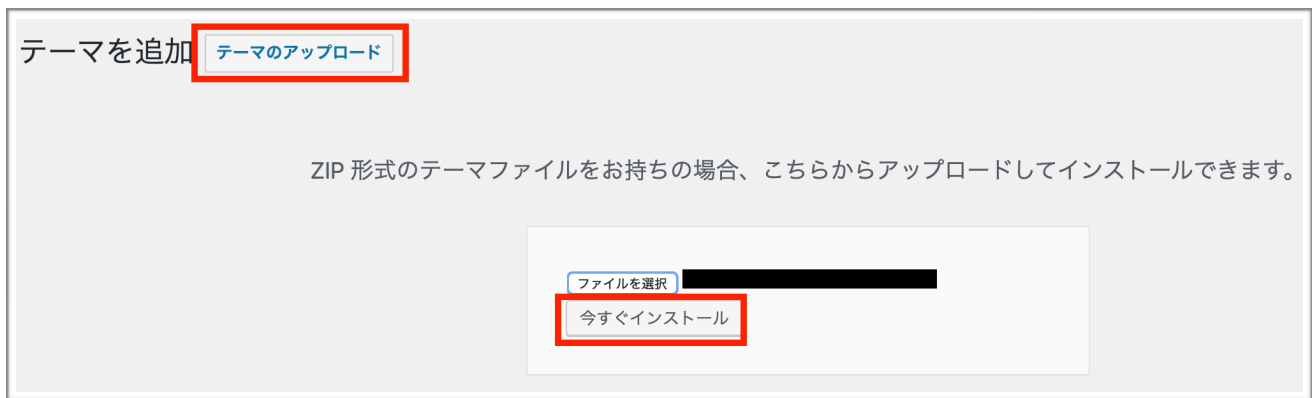 テーマを追加 テーマのアップロード
ZIP 形式のテーマファイルをお持ちの場合、こちらからアップロードしてインストールできます。
ファイルを選択
今すぐインストール